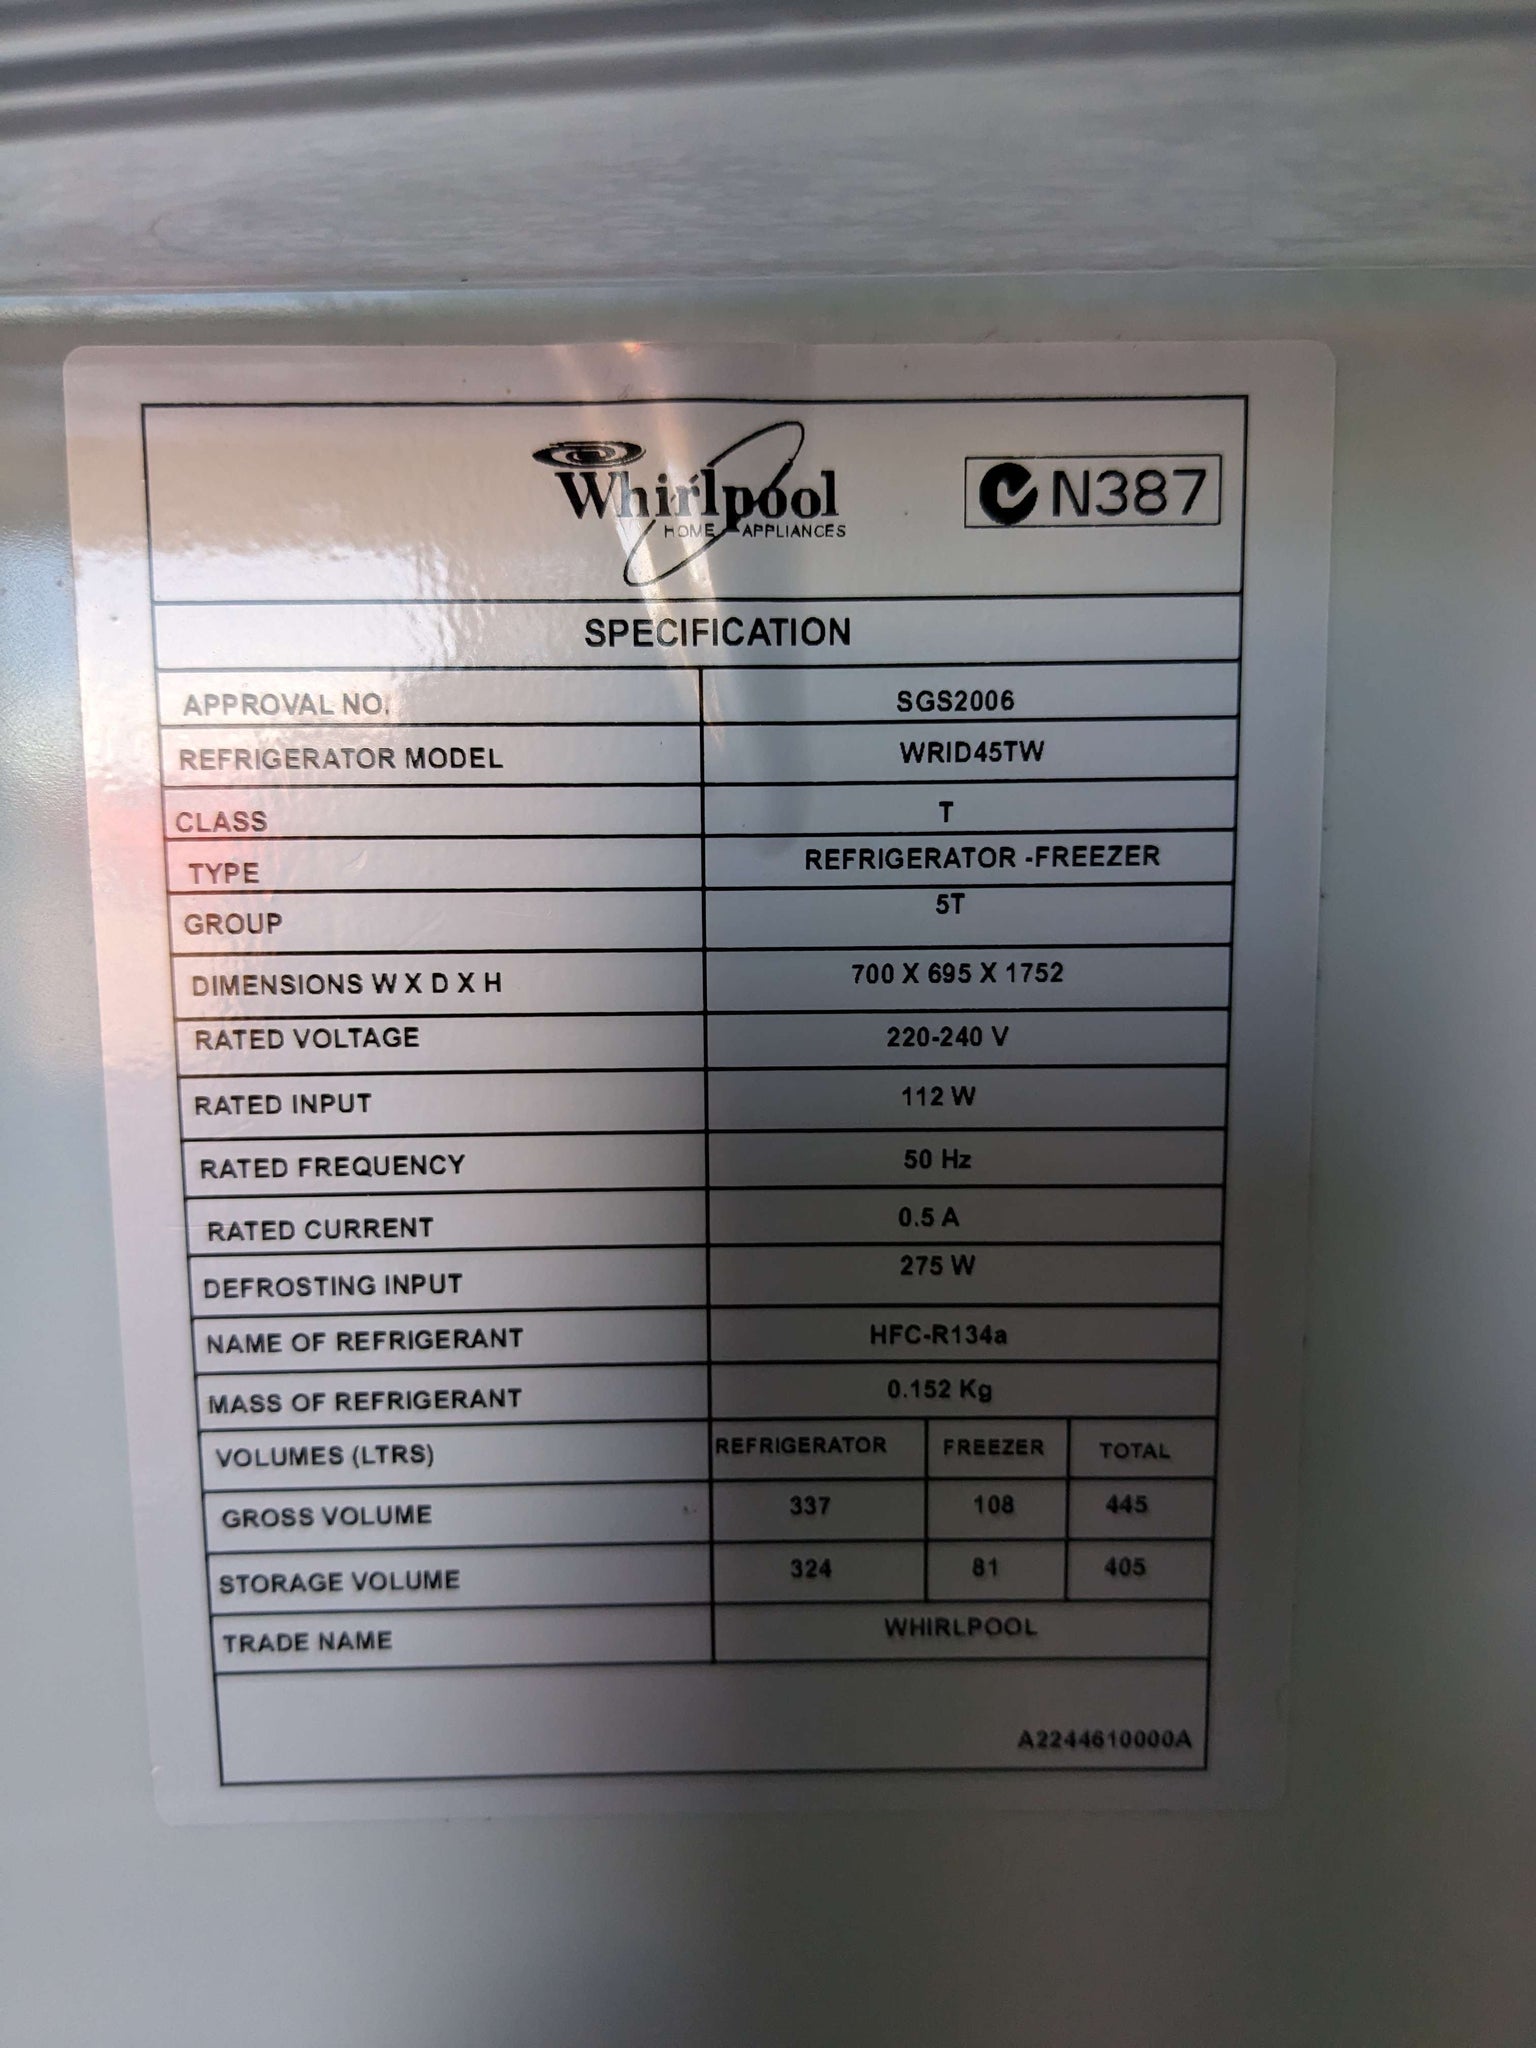 Whirlpool
HOME APPLIANCES
N387
SPECIFICATION
APPROVAL NO. SGS2006
REFRIGERATOR MODEL WRID45TW
CLASS T
TYPE REFRIGERATOR -FREEZER
GROUP 5T
DIMENSIONS W X D X H 700 X 695 X 1752
RATED VOLTAGE 220-240 V
RATED INPUT 112 W
RATED FREQUENCY 50 Hz
RATED CURRENT 0.5 A
DEFROSTING INPUT 275 W
NAME OF REFRIGERANT HFC-R134a
MASS OF REFRIGERANT 0.152 Kg
VOLUMES (LTRS) REFRIGERATOR FREEZER TOTAL
GROSS VOLUME 337 108 445
STORAGE VOLUME 324 81 405
TRADE NAME WHIRLPOOL
A2244610000A